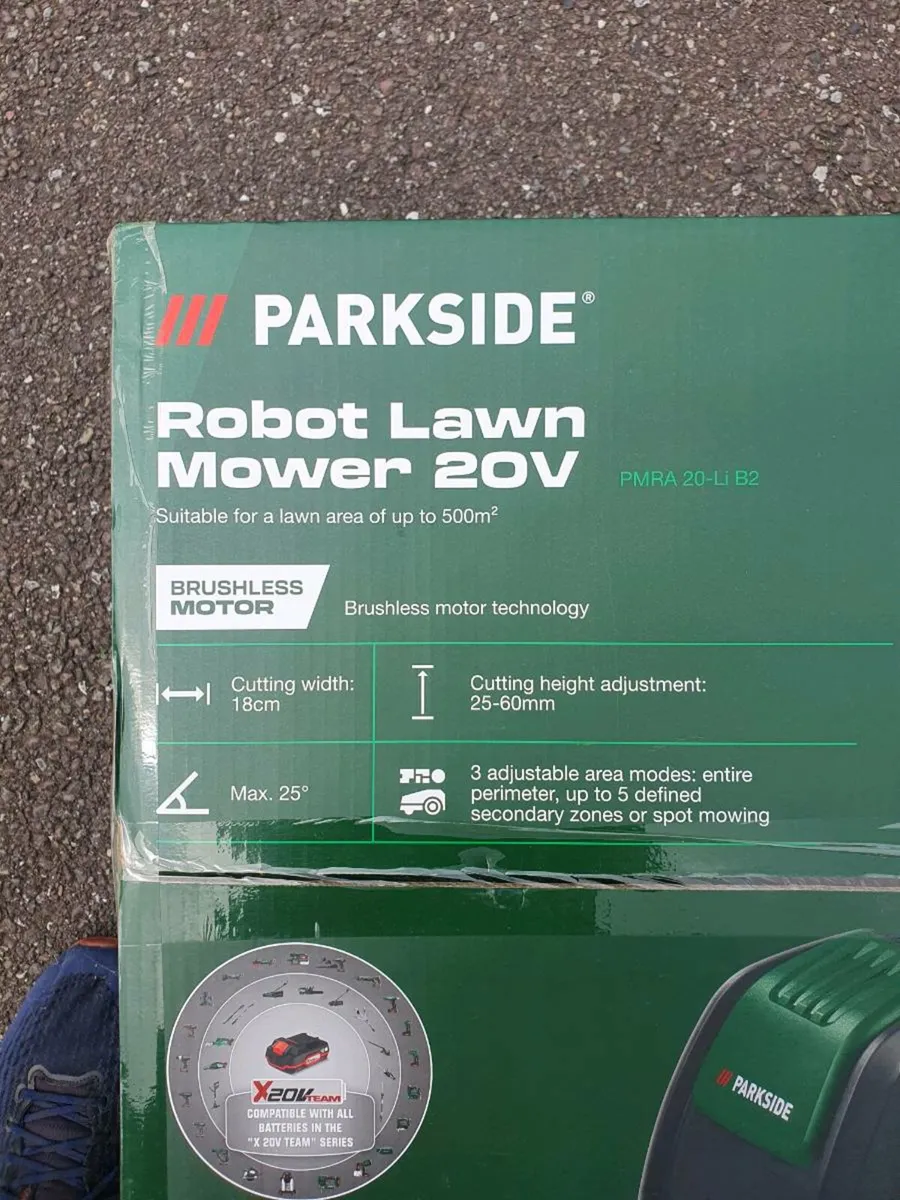 PARKSIDE®
Robot Lawn
Mower 20V
PMRA 20-Li B2
Suitable for a lawn area of up to 500m²
BRUSHLESS
MOTOR
Brushless motor technology
Cutting width:
18cm
Cutting height adjustment:
25-60mm
Max. 25°
3 adjustable area modes: entire
perimeter, up to 5 defined
secondary zones or spot mowing
X20V TEAM
COMPATIBLE WITH ALL
BATTERIES IN THE
"X 20V TEAM" SERIES
PARKSIDE